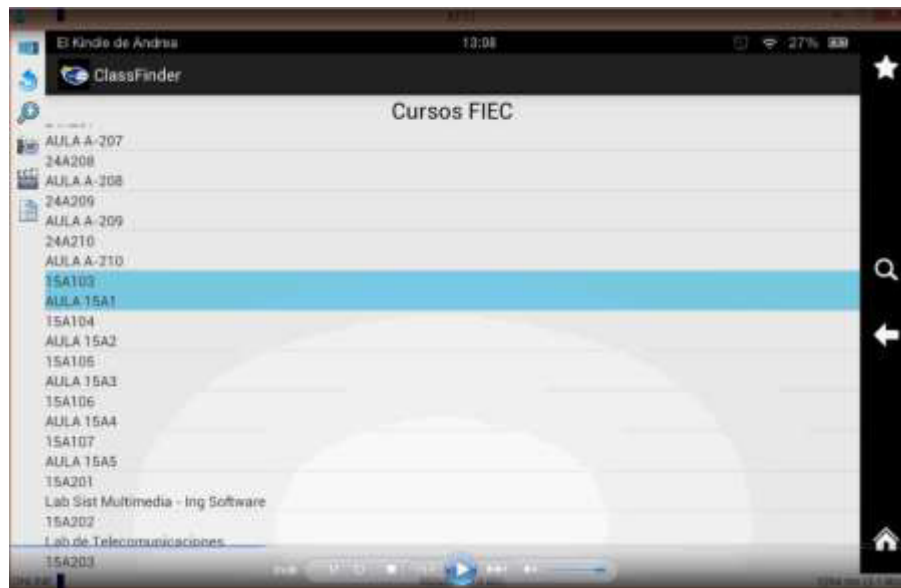 El Kindle de Andrea 13:08 27%
ClassFinder
Cursos FIEC
AULA A-207
24A208
AULA A-208
24A209
AULA A-209
24A210
AULA A-210
15A103
AULA 15A1
15A104
AULA 15A2
15A105
AULA 15A3
15A106
AULA 15A4
15A107
AULA 15A5
15A201
Lab Sist Multimedia - Ing Software
15A202
Lab de Telecomunicaciones
15A203